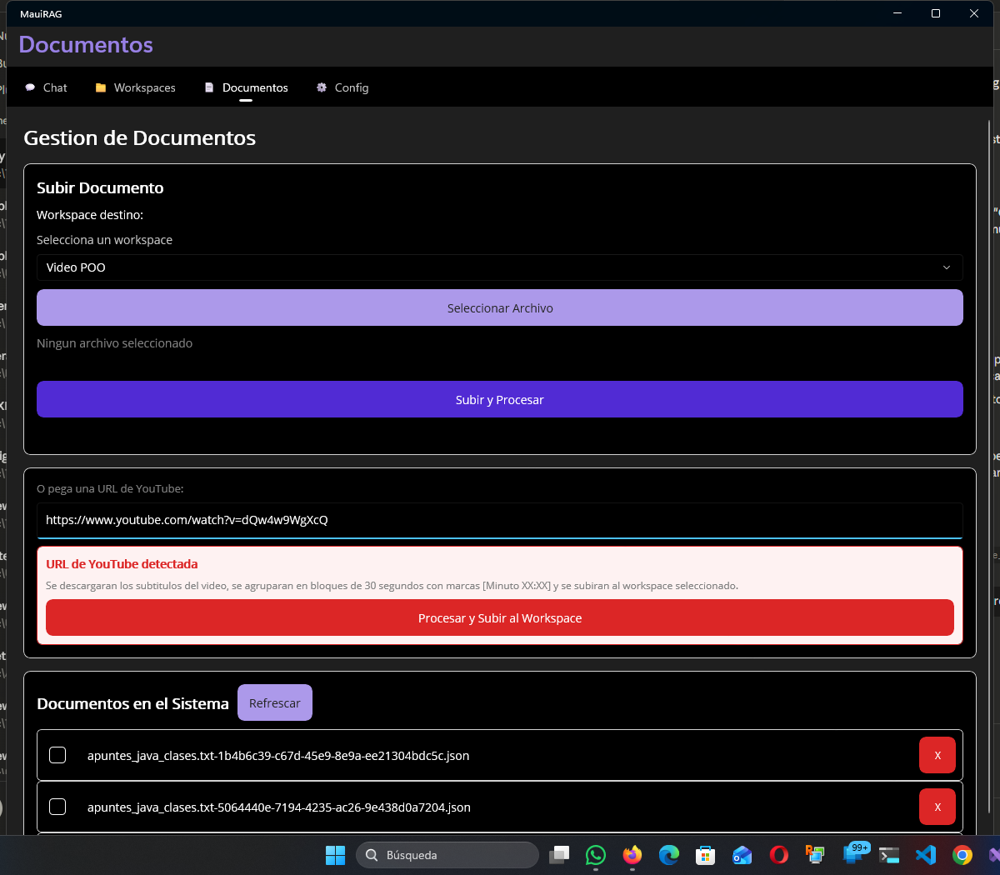 MauiRAG
Documentos
Chat
Workspaces
Documentos
Config
Gestion de Documentos
Subir Documento
Workspace destino:
Selecciona un workspace
Video POO
Seleccionar Archivo
Ningun archivo seleccionado
Subir y Procesar
O pega una URL de YouTube:
https://www.youtube.com/watch?v=dQw4w9WgXcQ
URL de YouTube detectada
Se descargaran los subtitulos del video, se agruparan en bloques de 30 segundos con marcas [Minuto XX:XX] y se subiran al workspace seleccionado.
Procesar y Subir al Workspace
Documentos en el Sistema
Refrescar
apuntes_java_clases.txt-1b4b6c39-c67d-45e9-8e9a-ee21304bdc5c.json
X
apuntes_java_clases.txt-5064440e-7194-4235-ac26-9e438d0a7204.json
X
Búsqueda
99+